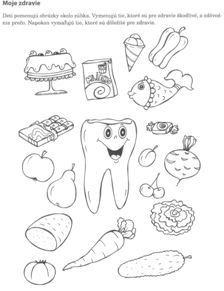 Moje zdravie
Deti pomenujú obrázky okolo zúbka. Vymenujú tie, ktoré sú pre zdravie škodlivé, a odôvod-
nia prečo. Napokon vymaľujú tie, ktoré sú dôležité pre zdravie.